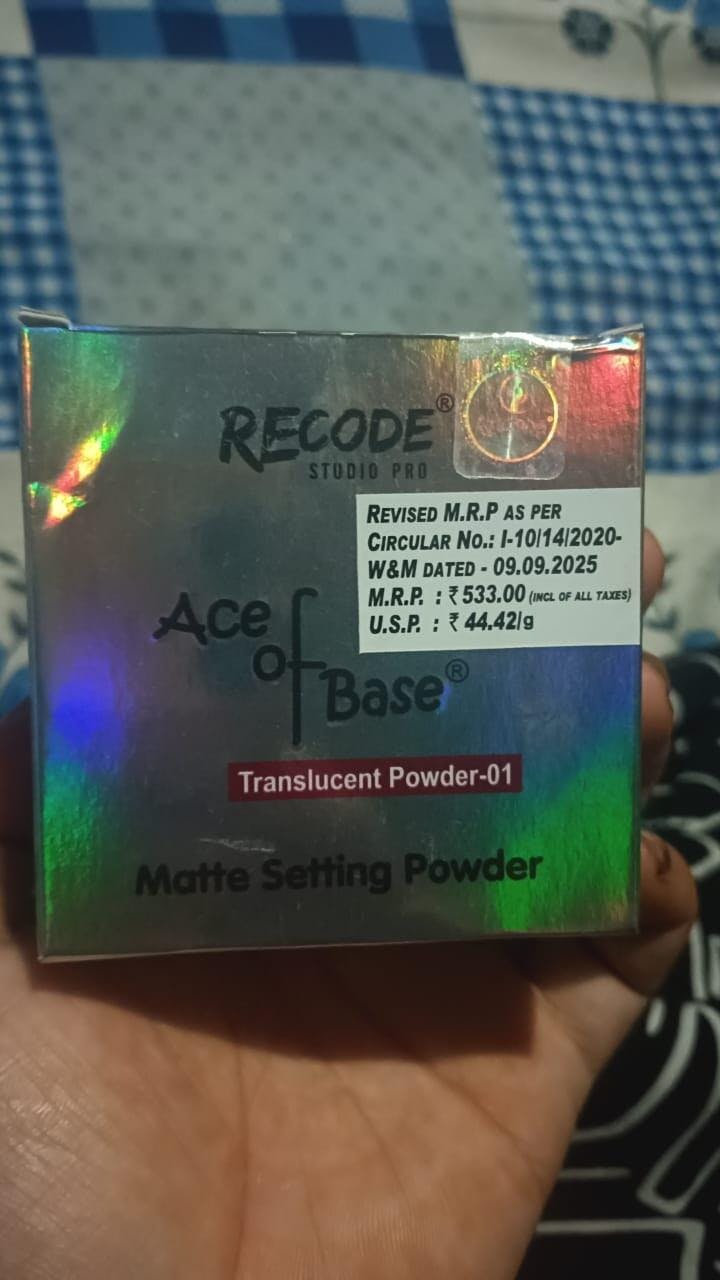 RECODE®
STUDIO PRO
REVISED M.R.P AS PER
CIRCULAR NO.: I-10/14/2020-
W&M DATED - 09.09.2025
M.R.P. : ₹ 533.00 (INCL OF ALL TAXES)
U.S.P. : ₹ 44.42/g
Ace
of
Base®
Translucent Powder-01
Matte Setting Powder